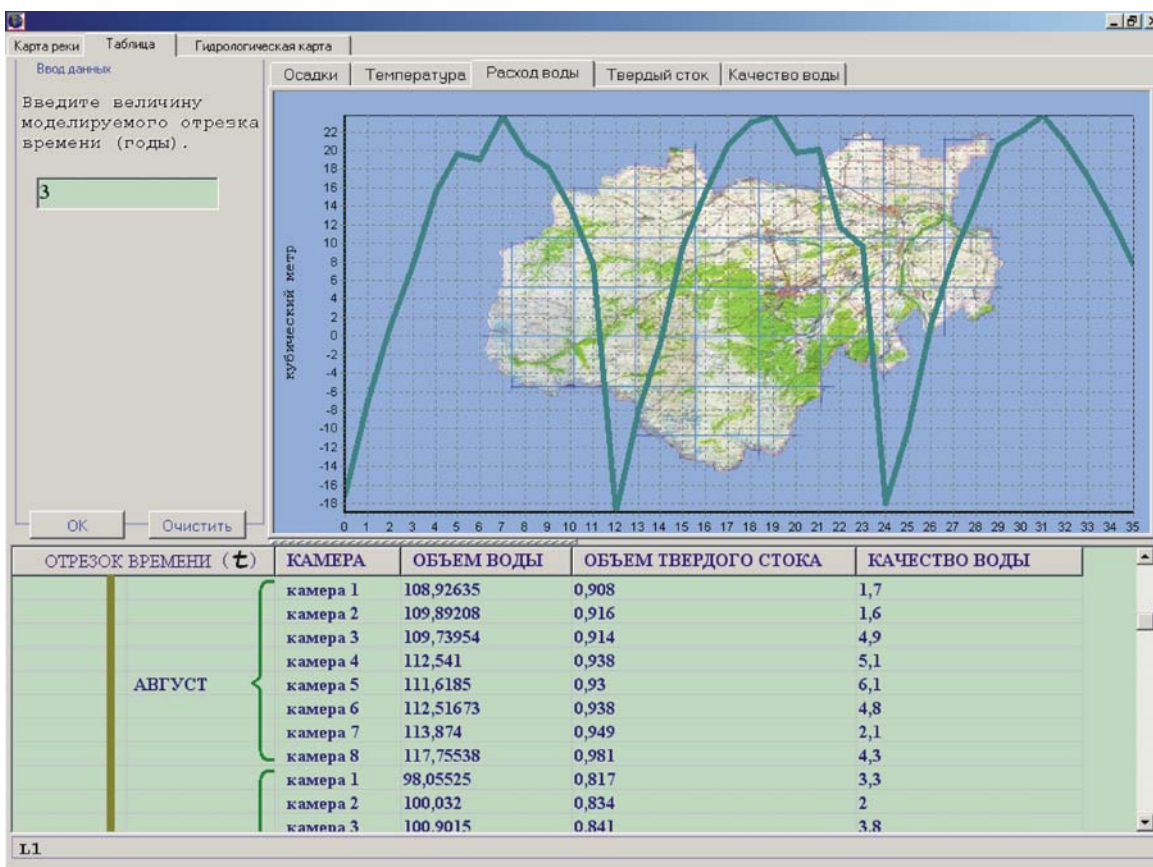 Карта реки Таблица Гидрологическая карта
Ввод данных
Введите величину
моделируемого отрезка
времени (годы).
3
OK Очистить
Осадки Температура Расход воды Твердый сток Качество воды
кубический метр
22
20
18
16
14
12
10
8
6
4
2
0
-2
-4
-6
-8
-10
-12
-14
-16
-18
0 1 2 3 4 5 6 7 8 9 10 11 12 13 14 15 16 17 18 19 20 21 22 23 24 25 26 27 28 29 30 31 32 33 34 35
ОТРЕЗОК ВРЕМЕНИ (t) КАМЕРА ОБЪЕМ ВОДЫ ОБЪЕМ ТВЕРДОГО СТОКА КАЧЕСТВО ВОДЫ
камера 1 108,92635 0,908 1,7
камера 2 109,89208 0,916 1,6
камера 3 109,73954 0,914 4,9
камера 4 112,541 0,938 5,1
АВГУСТ камера 5 111,6185 0,93 6,1
камера 6 112,51673 0,938 4,8
камера 7 113,874 0,949 2,1
камера 8 117,75538 0,981 4,3
камера 1 98,05525 0,817 3,3
камера 2 100,032 0,834 2
камера 3 100,9015 0,841 3,8
L1